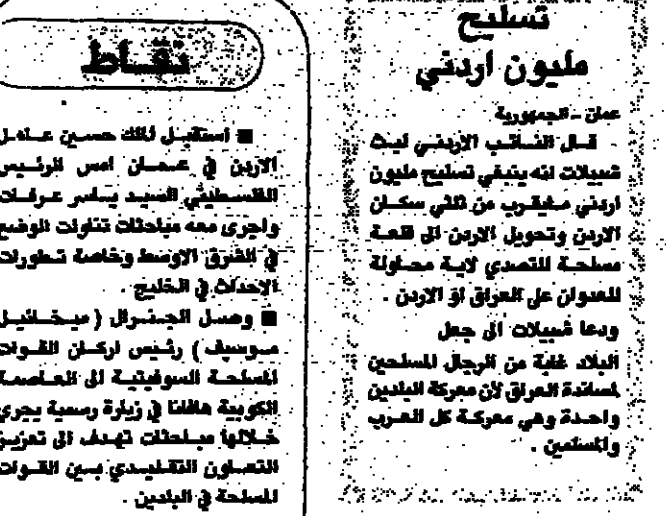 تسليح
مليون اردني
عمان - الجمهورية
قال النائب الاردني ليث
شبيلات انه ينبغي تسليح مليون
اردني مايقرب من ثلثي سكان
الاردن وتحويل الاردن الى قلعة
مسلحة للتصدي لاية محاولة
للعدوان على العراق او الاردن .
ودعا شبيلات الى جعل
البلاد غابة من الرجال المسلحين
لمساندة العراق لأن معركة البلدين
واحدة وهي معركة كل العرب
والمسلمين .
نقاط
■ استقبل الملك حسين عاهل
الاردن في عمان امس الرئيس
الفلسطيني السيد ياسر عرفات
واجرى معه مباحثات تناولت الوضع
في الشرق الاوسط وخاصة تطورات
الاحداث في الخليج .
■ وصل الجنرال ( ميخائيل
موسيف ) رئيس اركان القوات
المسلحة السوفيتية الى العاصمة
الكوبية هافانا في زيارة رسمية يجري
خلالها مباحثات تهدف الى تعزيز
التعاون التقليدي بين القوات
المسلحة في البلدين .